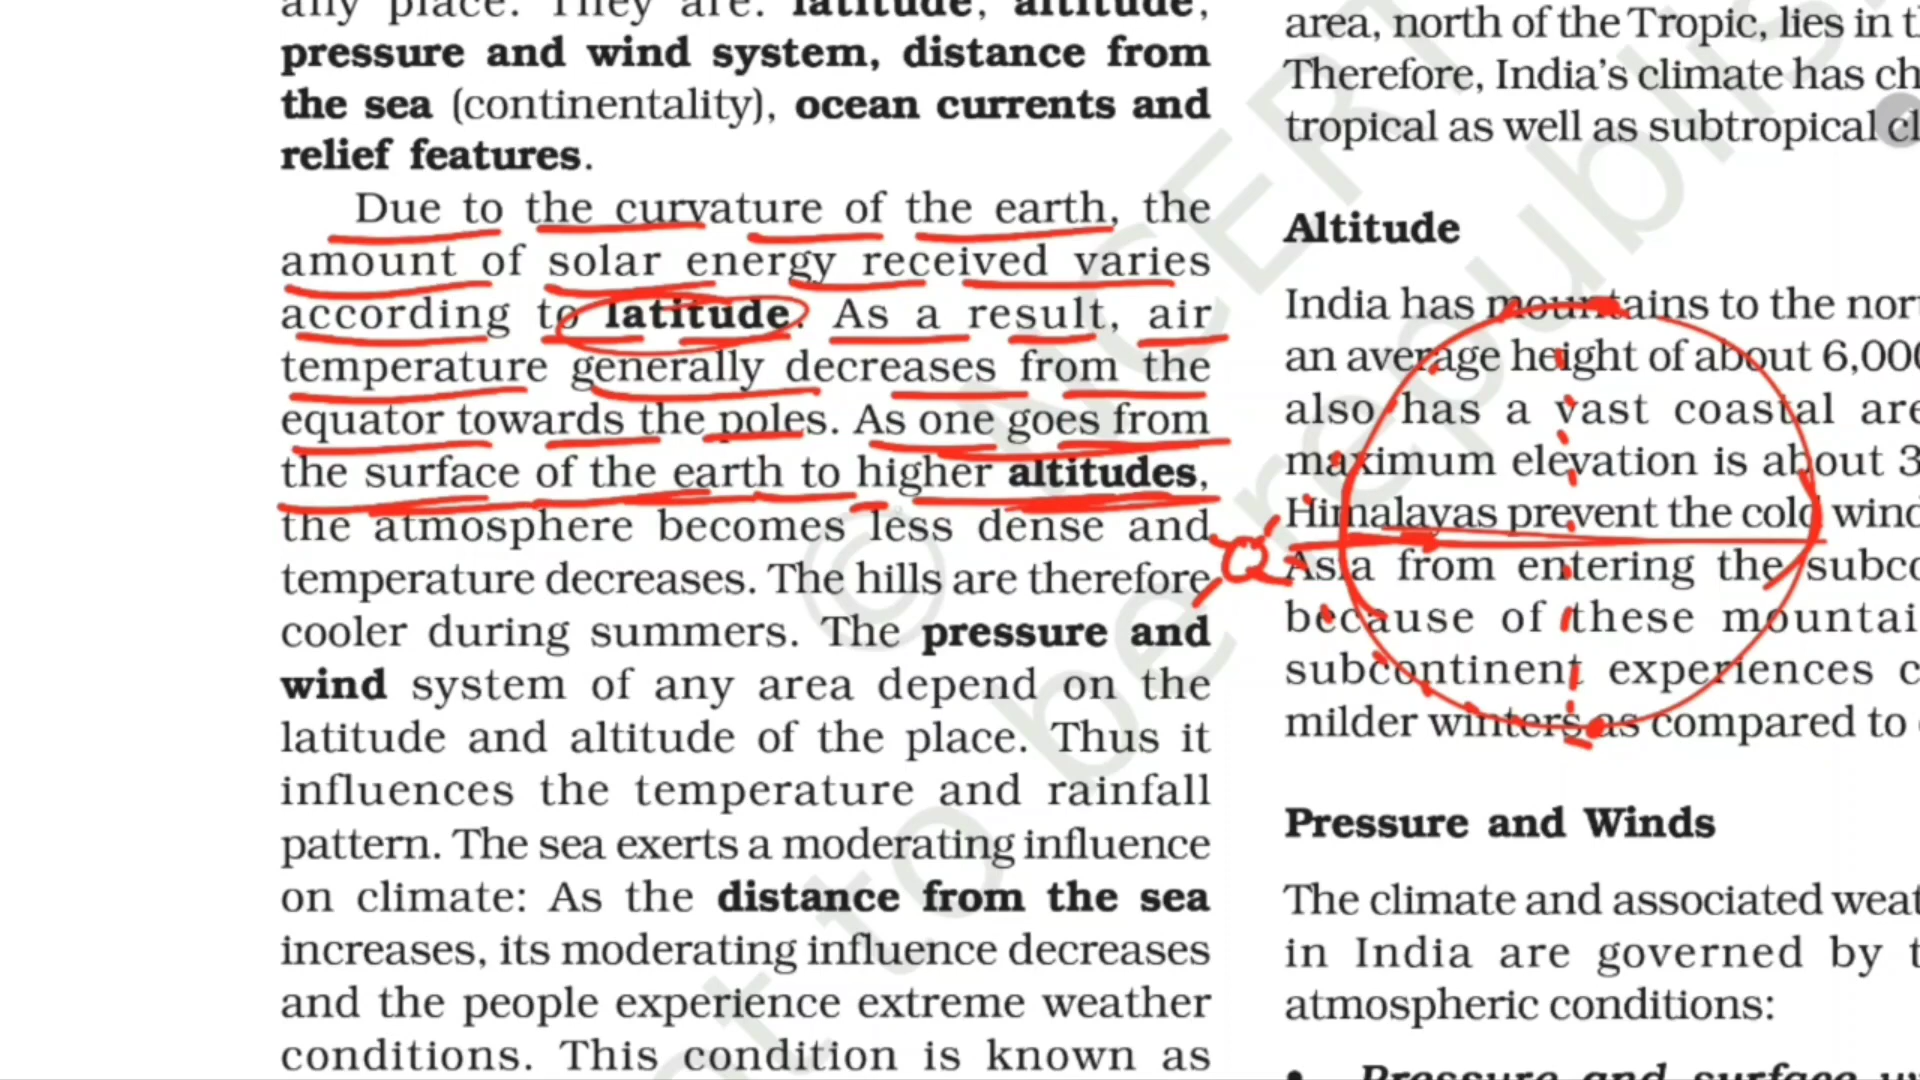 any place. They are: latitude, altitude,
pressure and wind system, distance from
the sea (continentality), ocean currents and
relief features.
Due to the curvature of the earth, the
amount of solar energy received varies
according to latitude. As a result, air
temperature generally decreases from the
equator towards the poles. As one goes from
the surface of the earth to higher altitudes,
the atmosphere becomes less dense and
temperature decreases. The hills are therefore
cooler during summers. The pressure and
wind system of any area depend on the
latitude and altitude of the place. Thus it
influences the temperature and rainfall
pattern. The sea exerts a moderating influence
on climate: As the distance from the sea
increases, its moderating influence decreases
and the people experience extreme weather
conditions. This condition is known as
area, north of the Tropic, lies in
Therefore, India's climate has
tropical as well as subtropical
Altitude
India has mountains to the
an average height of about
also has a vast coastal
maximum elevation is about
Himalayas prevent the cold
Asia from entering the
because of these
subcontinent experiences
milder winters as compared to
Pressure and Winds
The climate and associated
in India are governed by
atmospheric conditions:
• Pressure and surface
© NCERT
not to be republished